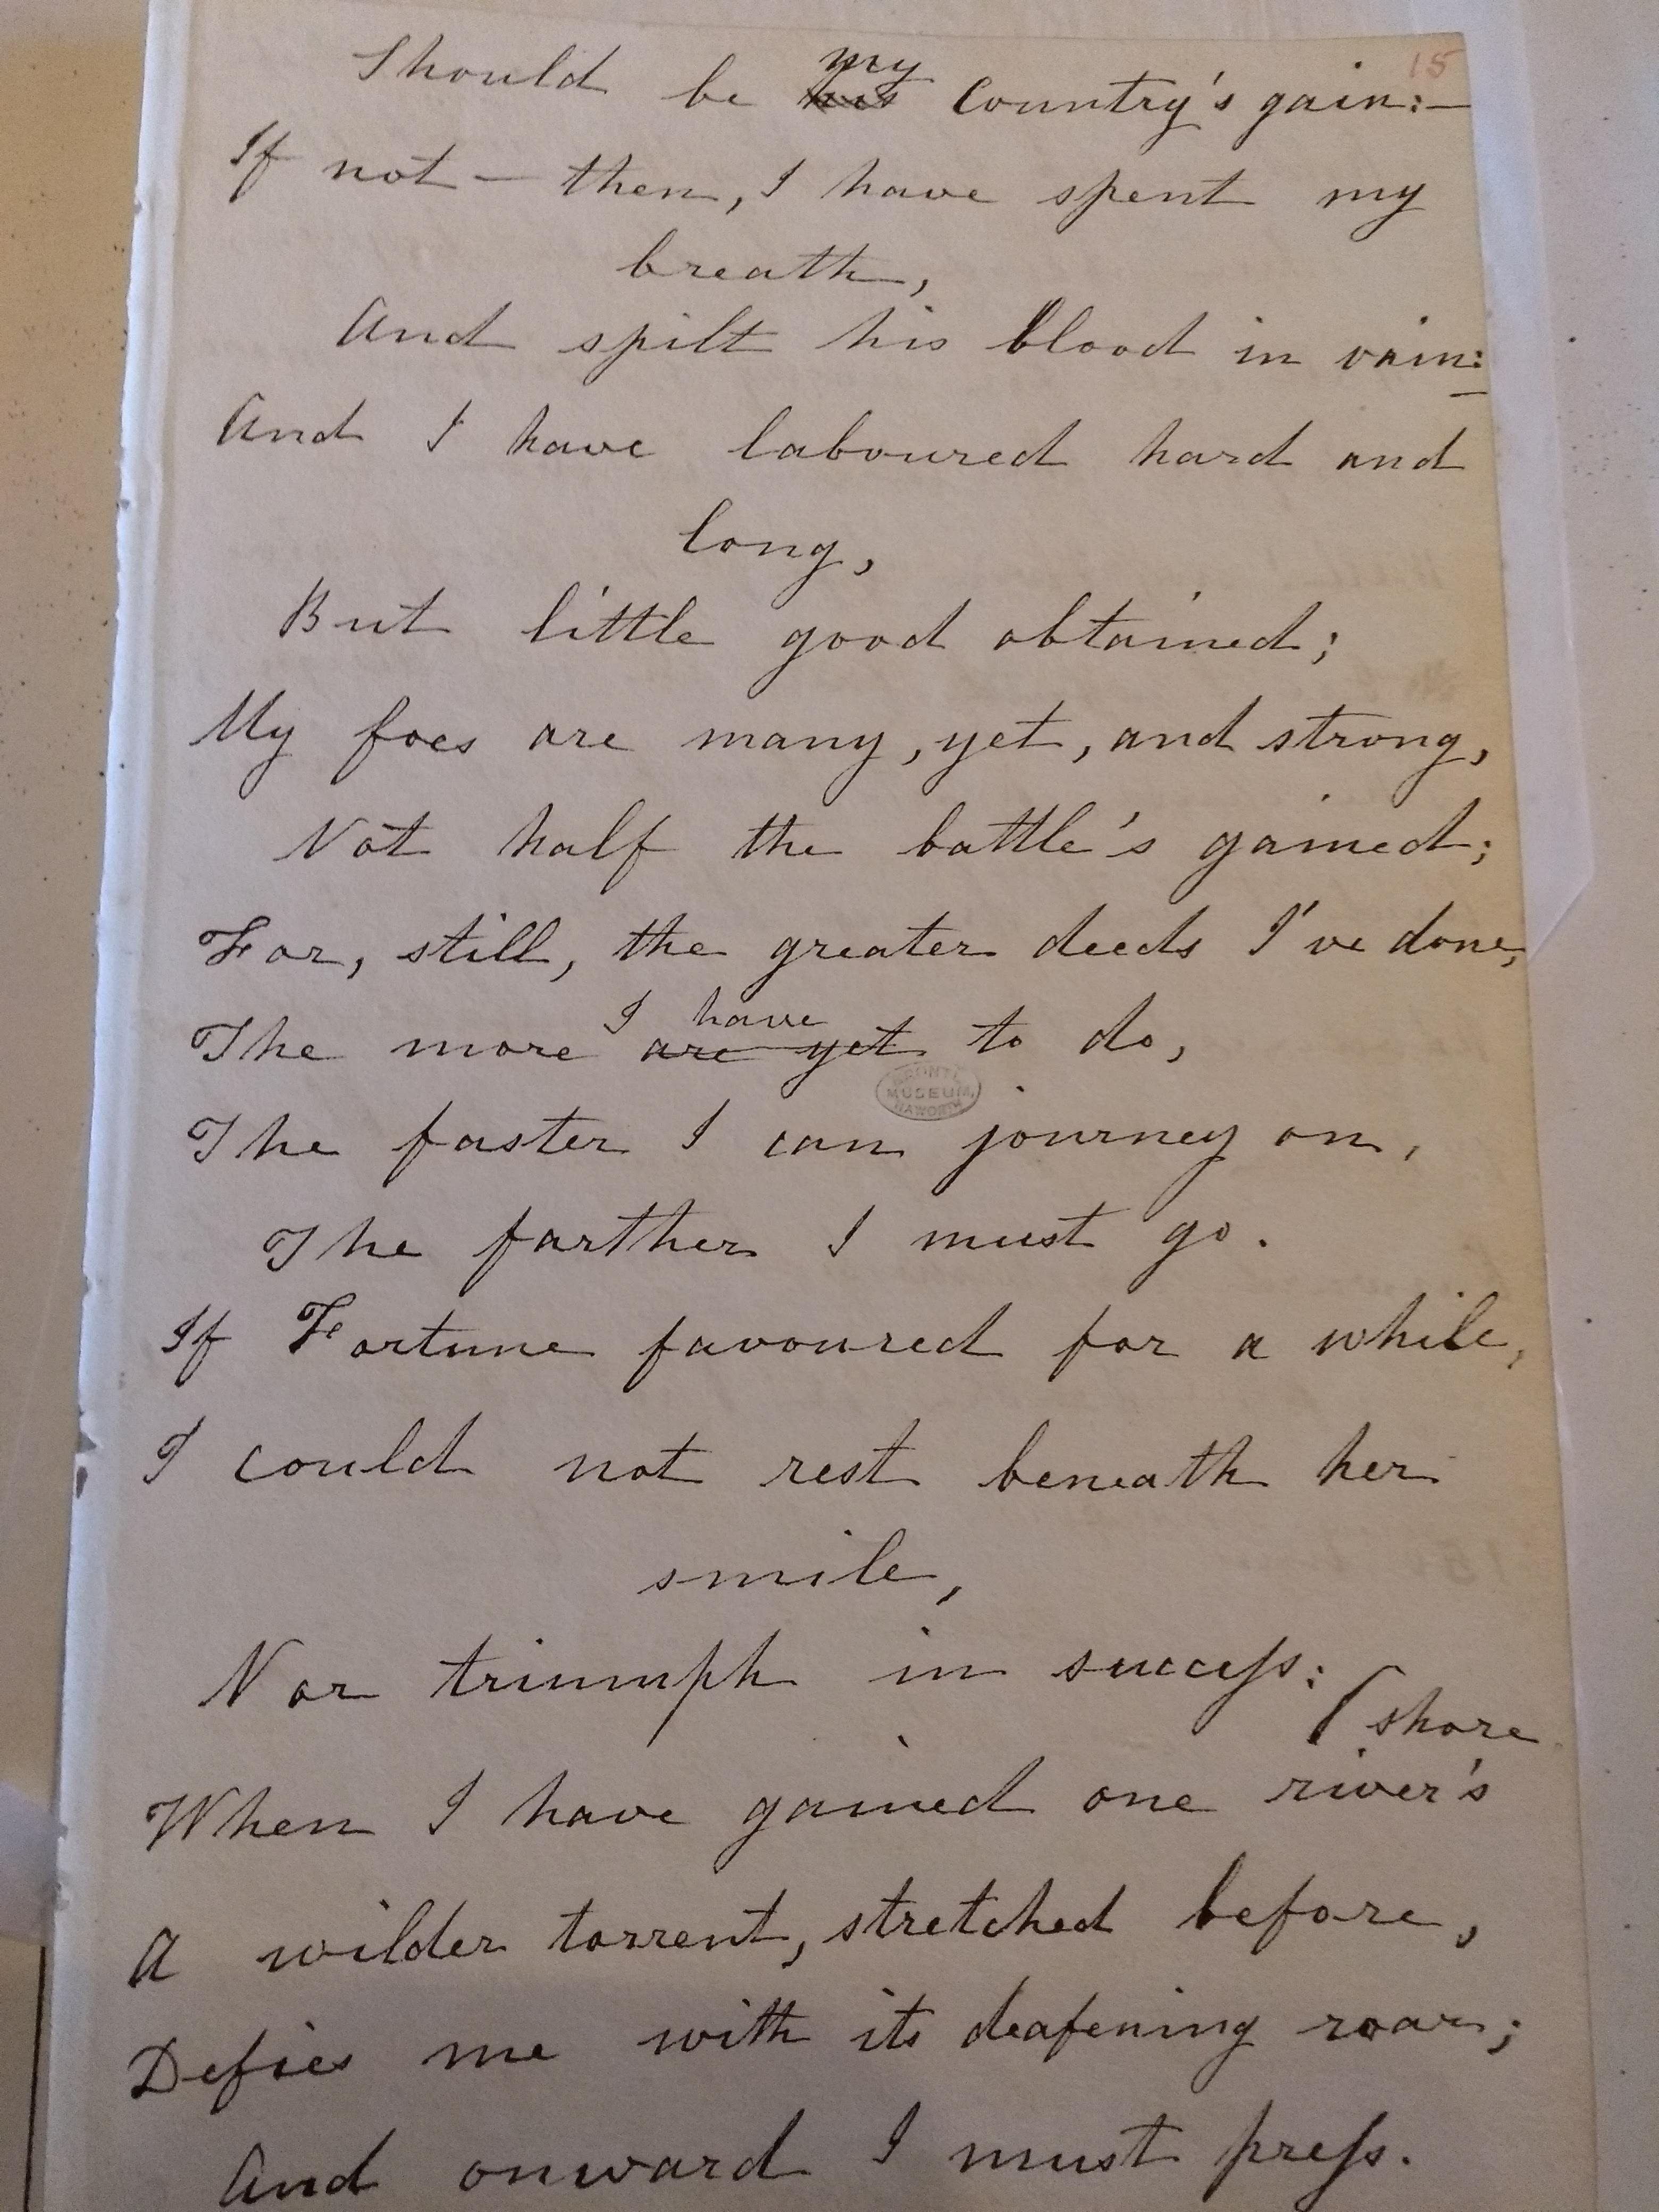 15
my
Should be his Country's gain:—
If not — then, I have spent my
breath,
And spilt his blood in vain:—
And I have laboured hard and
long,
But little good obtained;
My foes are many, yet, and strong,
Not half the battle's gained;
For, still, the greater deeds I've done,
I have
The more are yet to do,
BRONTE
MUSEUM,
HAWORTH
The faster I can journey on,
The farther I must go.
If Fortune favoured for a while,
I could not rest beneath her
smile,
Nor triumph in succeſs:
(shore
When I have gained one river's
A wilder torrent, stretched before,
Defies me with its deafening roar;
And onward I must preſs.